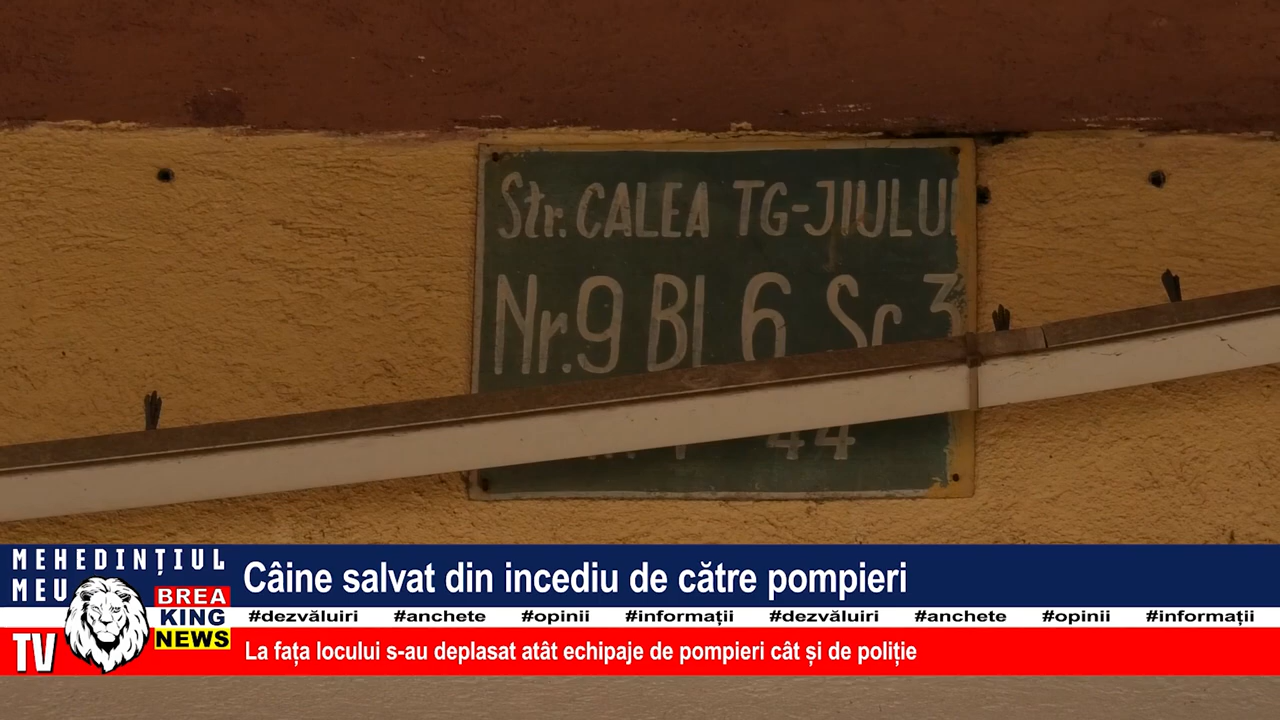 Str. CALEA TG-JIULUI
Nr.9 Bl 6 Sc 3
44
MEHEDINȚIUL
MEU
TV
BREA
KING
NEWS
Câine salvat din incediu de către pompieri
#dezvăluiri #anchete #opinii #informații #dezvăluiri #anchete #opinii #informații
La fața locului s-au deplasat atât echipaje de pompieri cât și de poliție